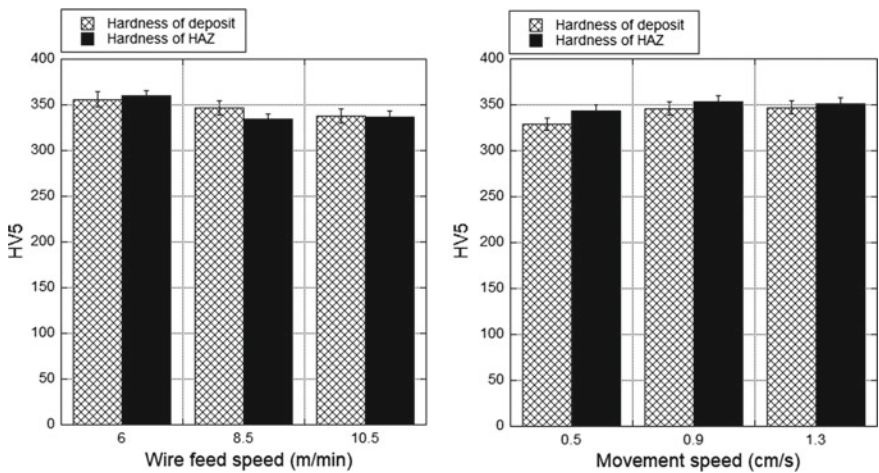 Hardness of deposit
Hardness of HAZ
400
350
300
250
200
150
100
50
0
HV5
6 8.5 10.5
Wire feed speed (m/min)
Hardness of deposit
Hardness of HAZ
400
350
300
250
200
150
100
50
0
HV5
0.5 0.9 1.3
Movement speed (cm/s)